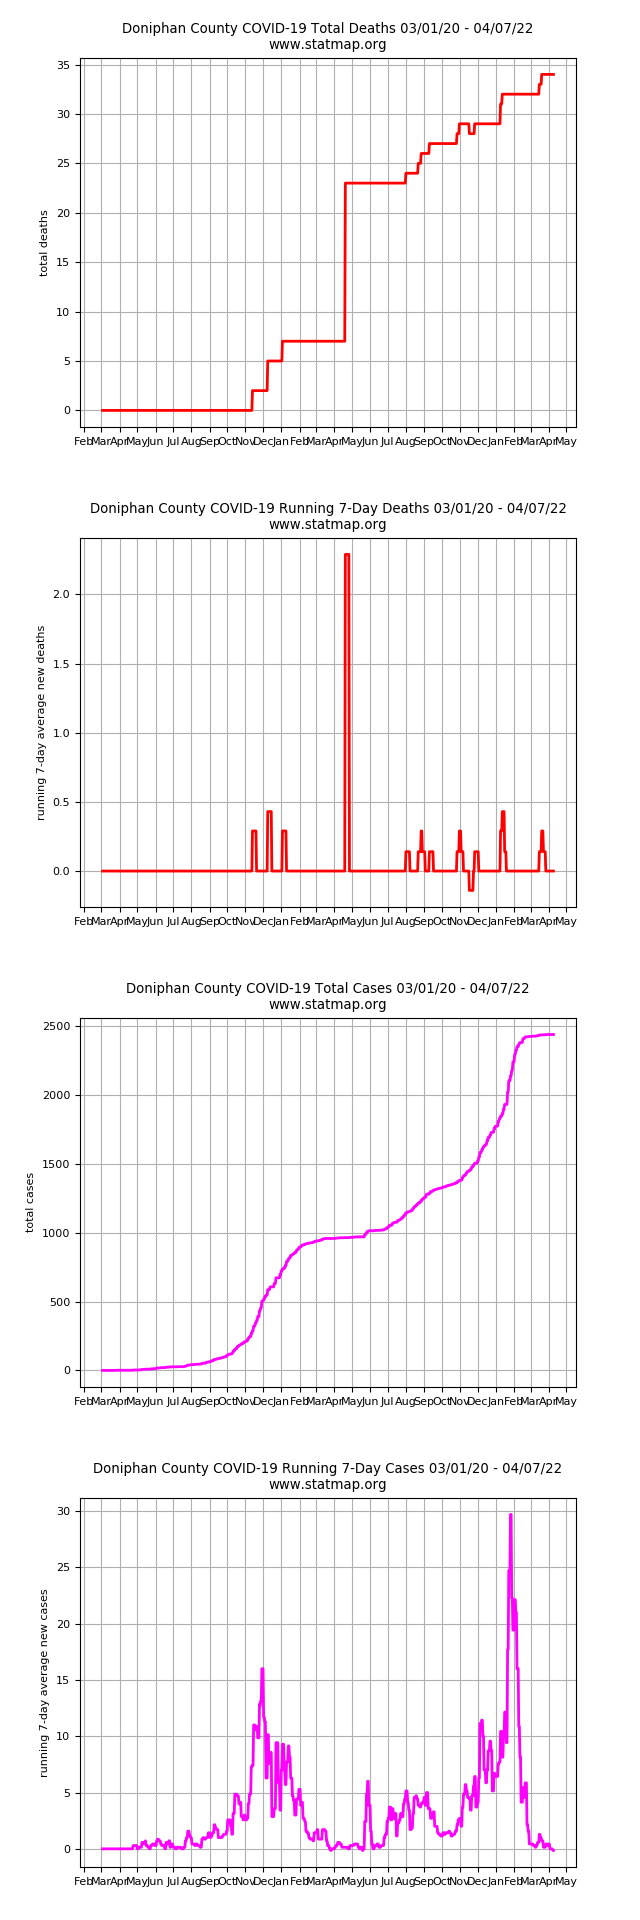 Doniphan County COVID-19 Total Deaths 03/01/20 - 04/07/22
www.statmap.org
35
30
25
20
15
10
5
0
total deaths
Feb Mar Apr May Jun Jul Aug Sep Oct Nov Dec Jan Feb Mar Apr May Jun Jul Aug Sep Oct Nov Dec Jan Feb Mar Apr May
Doniphan County COVID-19 Running 7-Day Deaths 03/01/20 - 04/07/22
www.statmap.org
2.0
1.5
1.0
0.5
0.0
running 7-day average new deaths
Feb Mar Apr May Jun Jul Aug Sep Oct Nov Dec Jan Feb Mar Apr May Jun Jul Aug Sep Oct Nov Dec Jan Feb Mar Apr May
Doniphan County COVID-19 Total Cases 03/01/20 - 04/07/22
www.statmap.org
2500
2000
1500
1000
500
0
total cases
Feb Mar Apr May Jun Jul Aug Sep Oct Nov Dec Jan Feb Mar Apr May Jun Jul Aug Sep Oct Nov Dec Jan Feb Mar Apr May
Doniphan County COVID-19 Running 7-Day Cases 03/01/20 - 04/07/22
www.statmap.org
30
25
20
15
10
5
0
running 7-day average new cases
Feb Mar Apr May Jun Jul Aug Sep Oct Nov Dec Jan Feb Mar Apr May Jun Jul Aug Sep Oct Nov Dec Jan Feb Mar Apr May